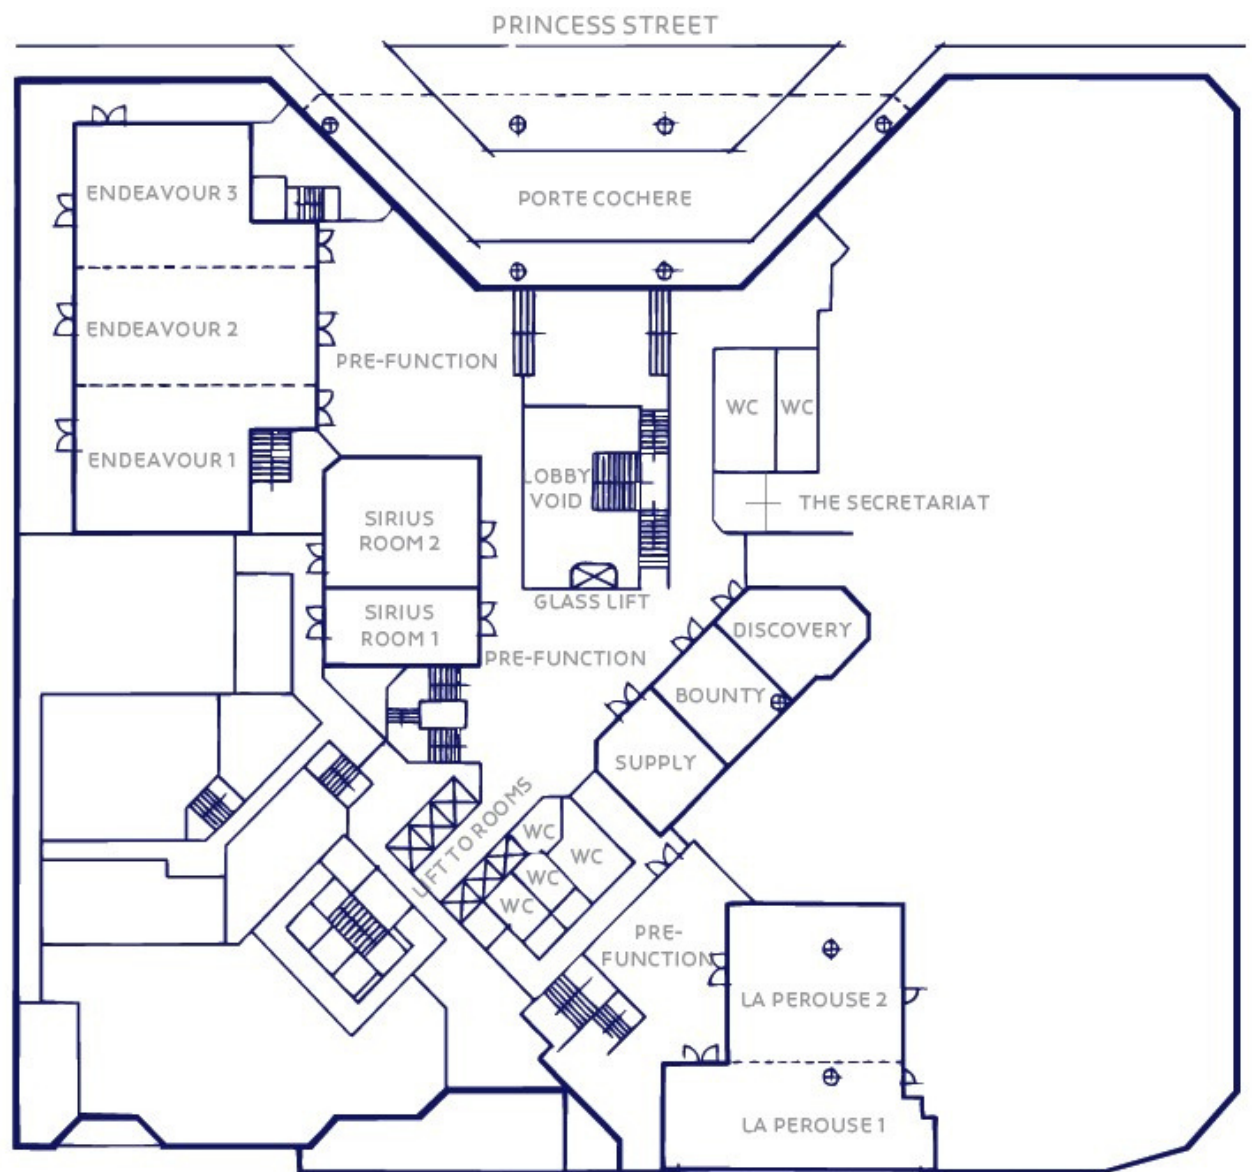 PRINCESS STREET
ENDEAVOUR 3
PORTE COCHERE
ENDEAVOUR 2
PRE-FUNCTION
WC
WC
ENDEAVOUR 1
LOBBY
VOID
THE SECRETARIAT
SIRIUS
ROOM 2
GLASS LIFT
SIRIUS
ROOM 1
DISCOVERY
PRE-FUNCTION
BOUNTY
SUPPLY
LIFT TO ROOMS
WC
WC
WC
WC
PRE-
FUNCTION
LA PEROUSE 2
LA PEROUSE 1